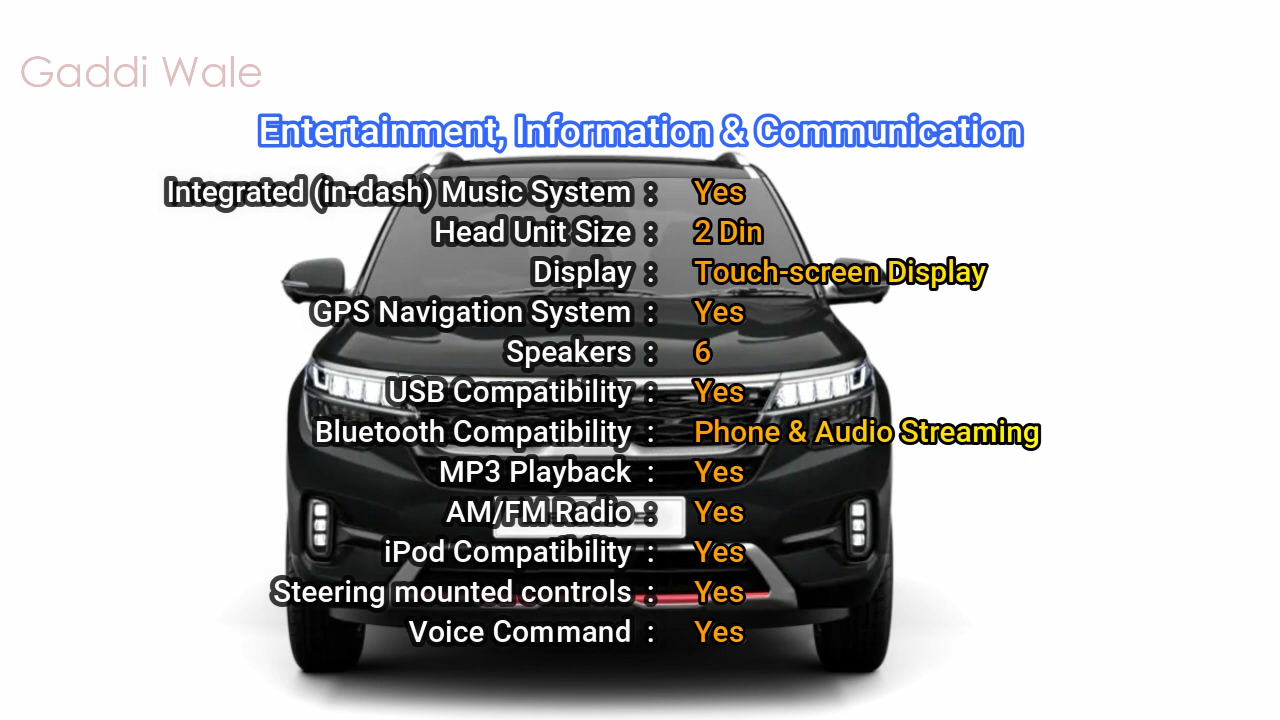 Gaddi Wale
Entertainment, Information & Communication
Integrated (in-dash) Music System : Yes
Head Unit Size : 2 Din
Display : Touch-screen Display
GPS Navigation System : Yes
Speakers : 6
USB Compatibility : Yes
Bluetooth Compatibility : Phone & Audio Streaming
MP3 Playback : Yes
AM/FM Radio : Yes
iPod Compatibility : Yes
Steering mounted controls : Yes
Voice Command : Yes